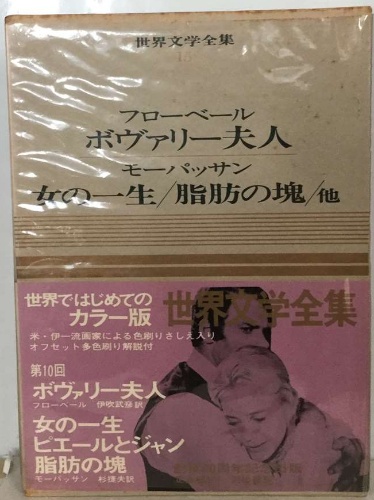 世界文学全集
フローベール
ボヴァリー夫人
モーパッサン
女の一生/脂肪の塊/他
世界ではじめての
カラー版
世界文学全集
米・伊一流画家による色刷りさしえ入り
オフセット多色刷り解説付
第10回
ボヴァリー夫人
フローベール 伊吹武彦訳
女の一生
ピエールとジャン
脂肪の塊
モーパッサン 杉捷夫訳